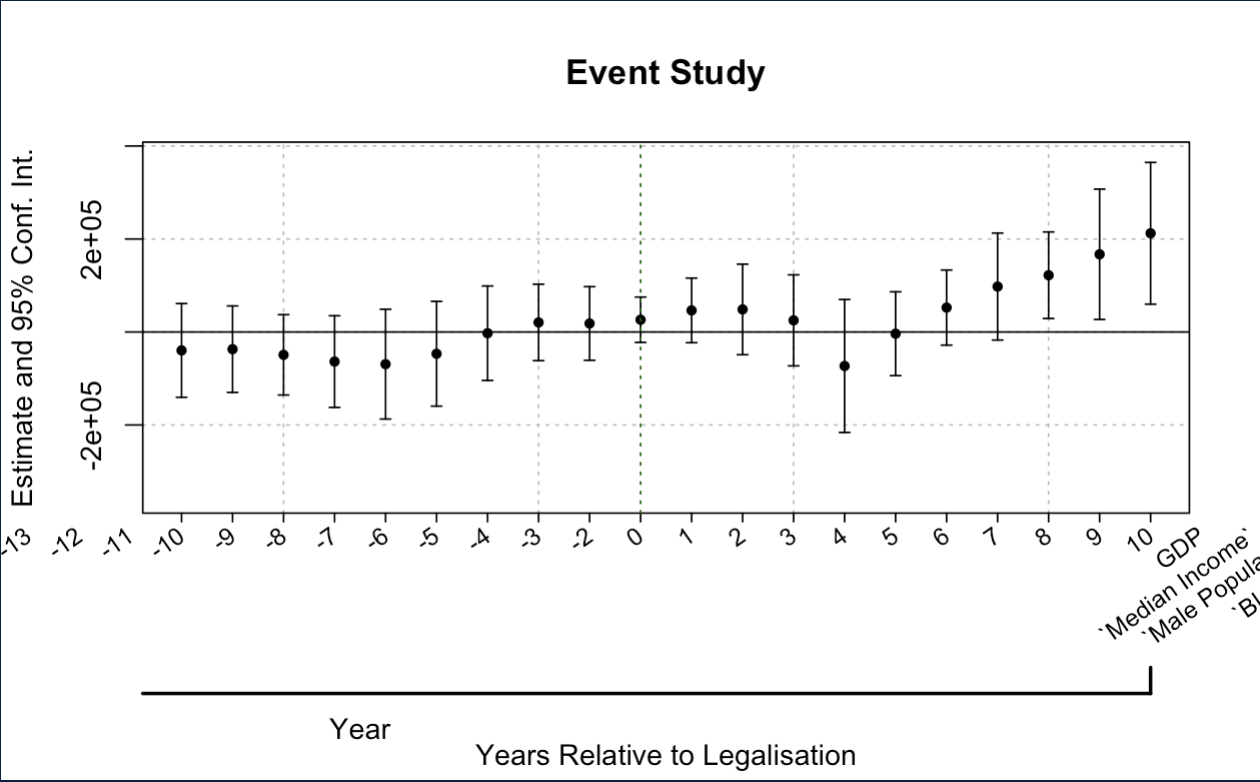 Event Study
Estimate and 95% Conf. Int.
2e+05
-2e+05
-13 -12 -11 -10 -9 -8 -7 -6 -5 -4 -3 -2 0 1 2 3 4 5 6 7 8 9 10 GDP
`Median Income`
`Male
Year
Years Relative to Legalisation